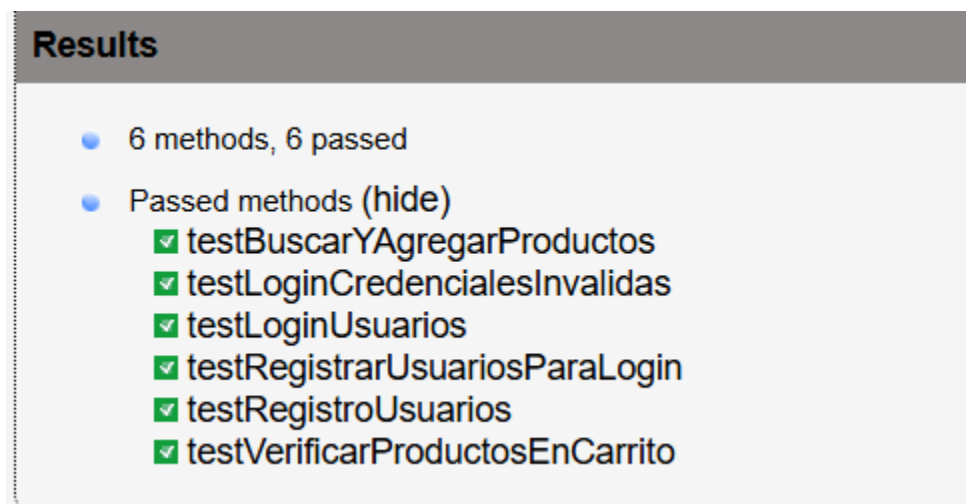 Results
6 methods, 6 passed
Passed methods (hide)
testBuscarYAgregarProductos
testLoginCredencialesInvalidas
testLoginUsuarios
testRegistrarUsuariosParaLogin
testRegistroUsuarios
testVerificarProductosEnCarrito